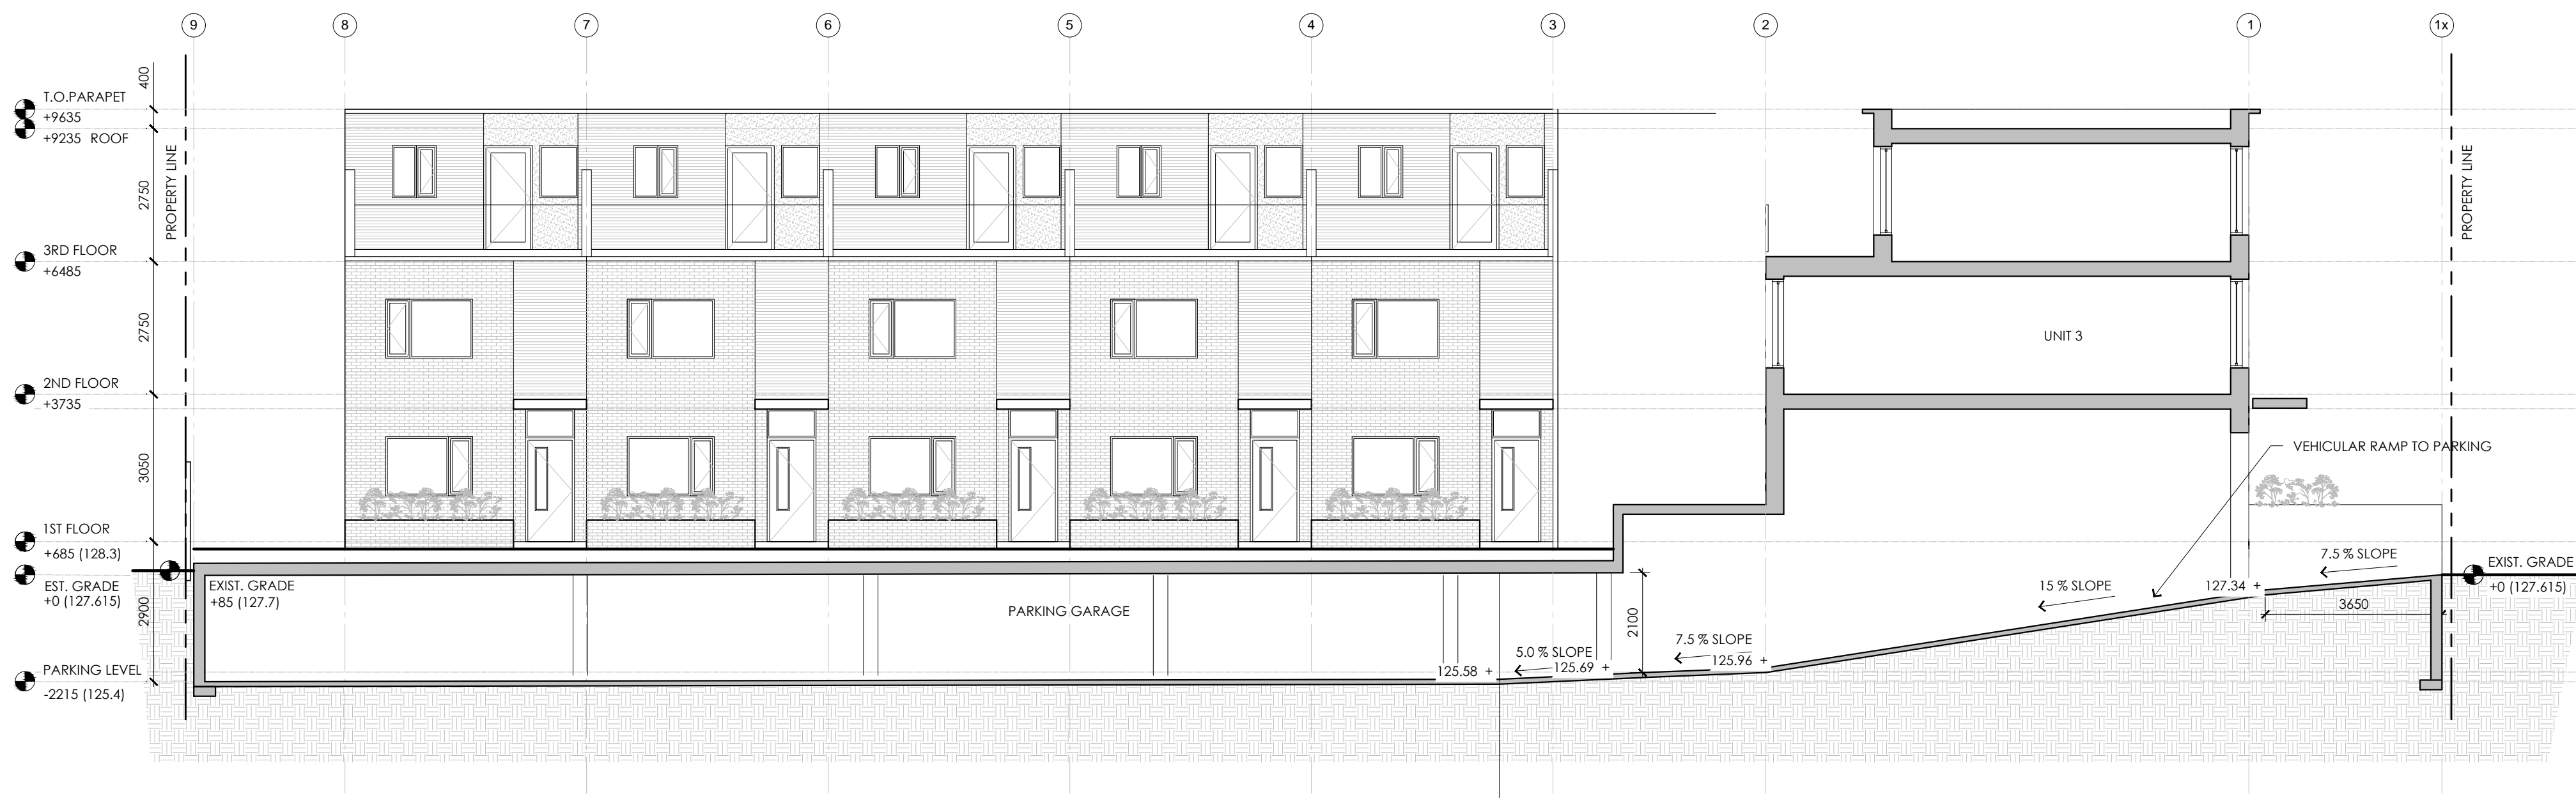 9
8
7
6
5
4
3
2
1
1x
400
T.O.PARAPET
+9635
+9235 ROOF
PROPERTY LINE
PROPERTY LINE
2750
3RD FLOOR
+6485
2750
UNIT 3
2ND FLOOR
+3735
3050
VEHICULAR RAMP TO PARKING
1ST FLOOR
+685 (128.3)
7.5 % SLOPE
EXIST. GRADE
+0 (127.615)
EST. GRADE
+0 (127.615)
EXIST. GRADE
+85 (127.7)
15 % SLOPE
127.34 +
3650
2900
PARKING GARAGE
2100
7.5 % SLOPE
5.0 % SLOPE
125.96 +
125.69 +
125.58 +
PARKING LEVEL
-2215 (125.4)